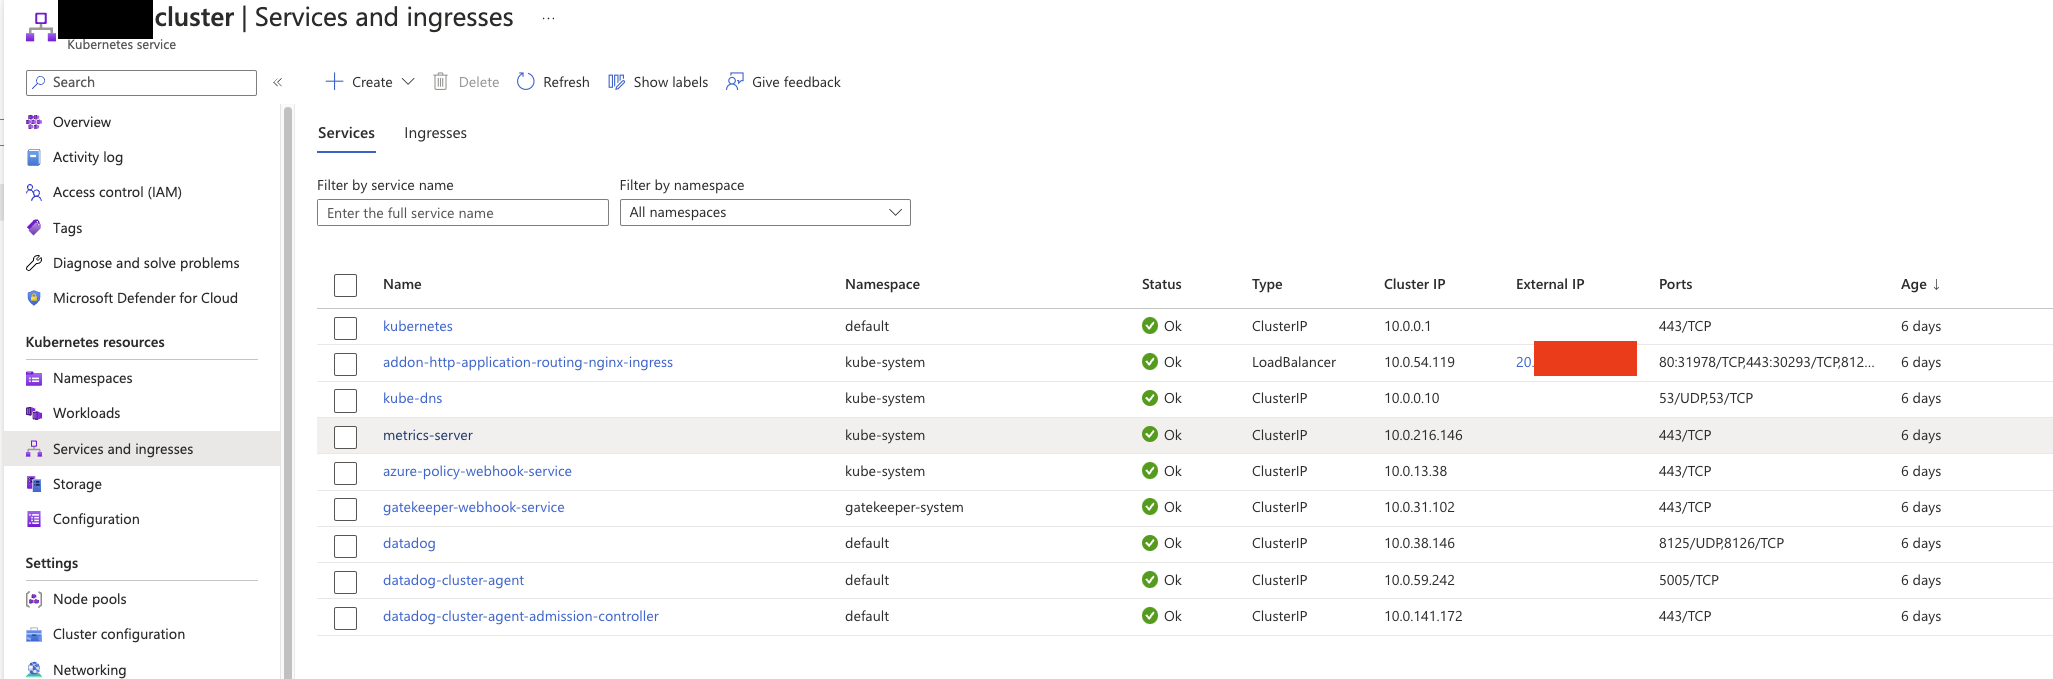 cluster | Services and ingresses ...
Kubernetes service
Search «
Create Delete Refresh Show labels Give feedback
Overview
Activity log
Access control (IAM)
Tags
Diagnose and solve problems
Microsoft Defender for Cloud
Kubernetes resources
Namespaces
Workloads
Services and ingresses
Storage
Configuration
Settings
Node pools
Cluster configuration
Networking
Services Ingresses
Filter by service name Filter by namespace
Enter the full service name All namespaces
Name Namespace Status Type Cluster IP External IP Ports Age ↓
kubernetes default Ok ClusterIP 10.0.0.1 443/TCP 6 days
addon-http-application-routing-nginx-ingress kube-system Ok LoadBalancer 10.0.54.119 20. 80:31978/TCP,443:30293/TCP,812... 6 days
kube-dns kube-system Ok ClusterIP 10.0.0.10 53/UDP,53/TCP 6 days
metrics-server kube-system Ok ClusterIP 10.0.216.146 443/TCP 6 days
azure-policy-webhook-service kube-system Ok ClusterIP 10.0.13.38 443/TCP 6 days
gatekeeper-webhook-service gatekeeper-system Ok ClusterIP 10.0.31.102 443/TCP 6 days
datadog default Ok ClusterIP 10.0.38.146 8125/UDP,8126/TCP 6 days
datadog-cluster-agent default Ok ClusterIP 10.0.59.242 5005/TCP 6 days
datadog-cluster-agent-admission-controller default Ok ClusterIP 10.0.141.172 443/TCP 6 days